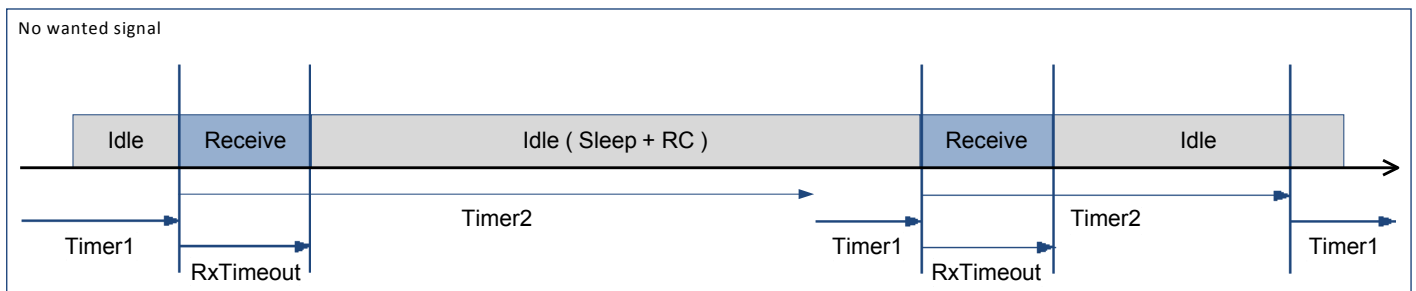 No wanted signal
Idle
Receive
Idle ( Sleep + RC )
Receive
Idle
Timer2
Timer2
Timer1
Timer1
Timer1
RxTimeout
RxTimeout